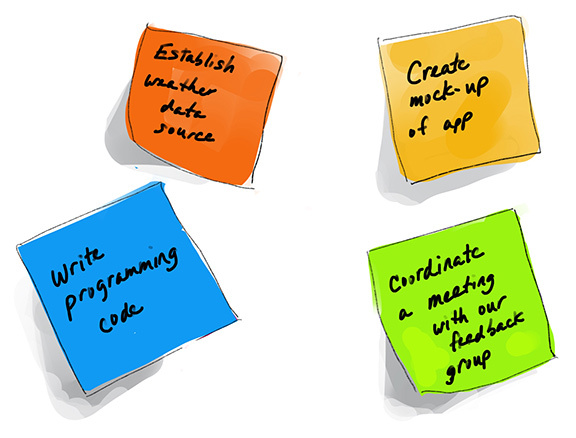 Establish
weather
data
source
Create
mock-up
of app
Write
programming
code
Coordinate
a meeting
with our
feedback
group